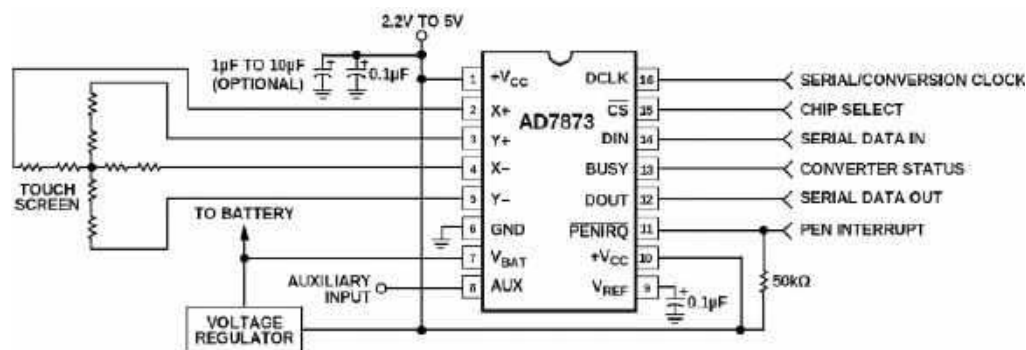 2.2V TO 5V
1µF TO 10µF
(OPTIONAL)
+
+
0.1µF
1
+VCC
DCLK
16
SERIAL/CONVERSION CLOCK
2
X+
CS
15
CHIP SELECT
AD7873
3
Y+
DIN
14
SERIAL DATA IN
4
X–
BUSY
13
CONVERTER STATUS
TOUCH
SCREEN
5
Y–
DOUT
12
SERIAL DATA OUT
TO BATTERY
6
GND
PENIRQ
11
PEN INTERRUPT
7
VBAT
+VCC
10
50kΩ
AUXILIARY
INPUT
8
AUX
VREF
9
+
0.1µF
VOLTAGE
REGULATOR